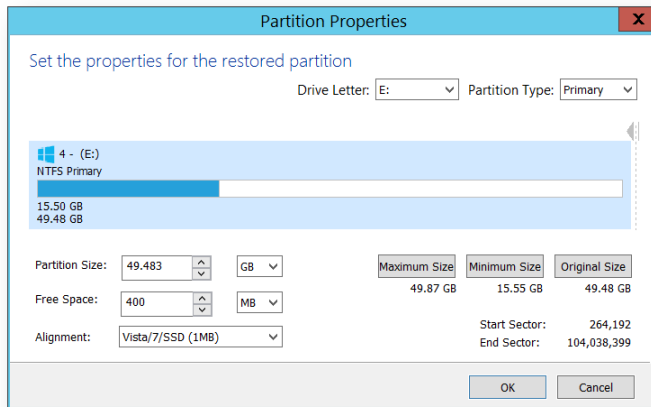 Partition Properties
x
Set the properties for the restored partition
Drive Letter: E: Partition Type: Primary
4 - (E:)
NTFS Primary
15.50 GB
49.48 GB
Partition Size: 49.483 GB Maximum Size Minimum Size Original Size
49.87 GB 15.55 GB 49.48 GB
Free Space: 400 MB
Start Sector: 264,192
Alignment: Vista/7/SSD (1MB)
End Sector: 104,038,399
OK Cancel